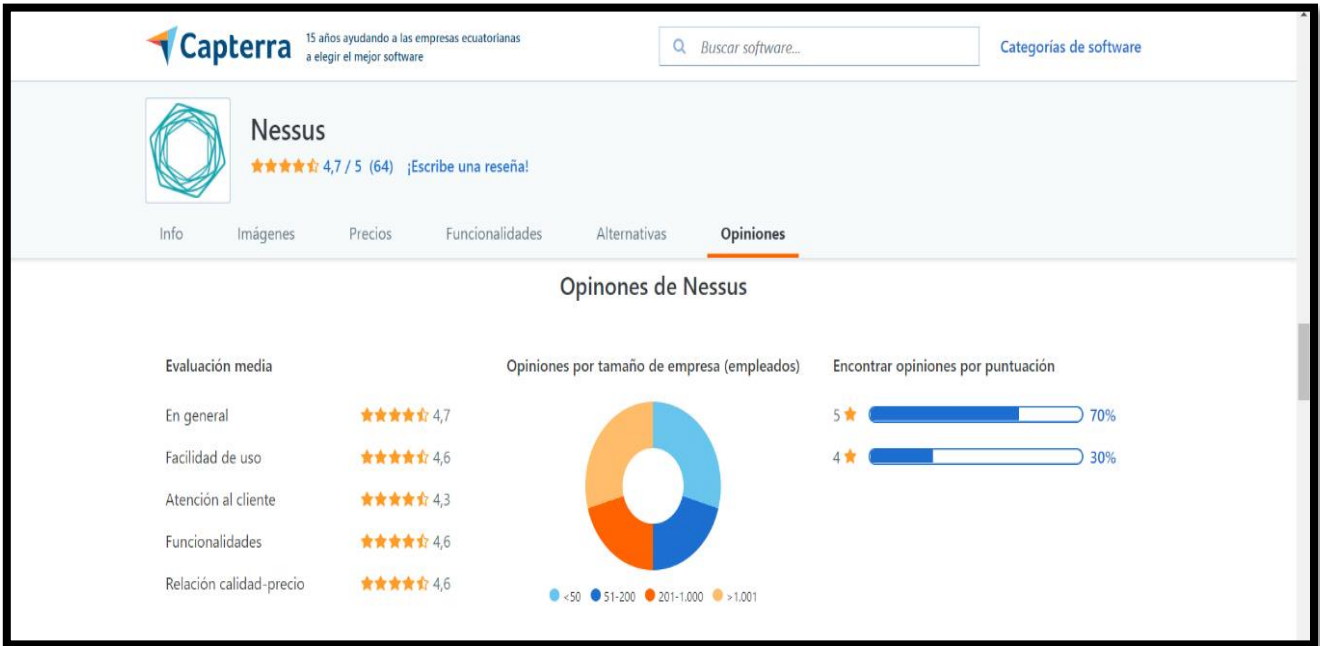 Capterra
15 años ayudando a las empresas ecuatorianas
a elegir el mejor software
Buscar software...
Categorías de software
Nessus
4,7 / 5 (64) ¡Escribe una reseña!
Info Imágenes Precios Funcionalidades Alternativas Opiniones
Opinones de Nessus
Evaluación media
En general 4,7
Facilidad de uso 4,6
Atención al cliente 4,3
Funcionalidades 4,6
Relación calidad-precio 4,6
Opiniones por tamaño de empresa (empleados)
<50 51-200 201-1.000 >1.001
Encontrar opiniones por puntuación
5 70%
4 30%